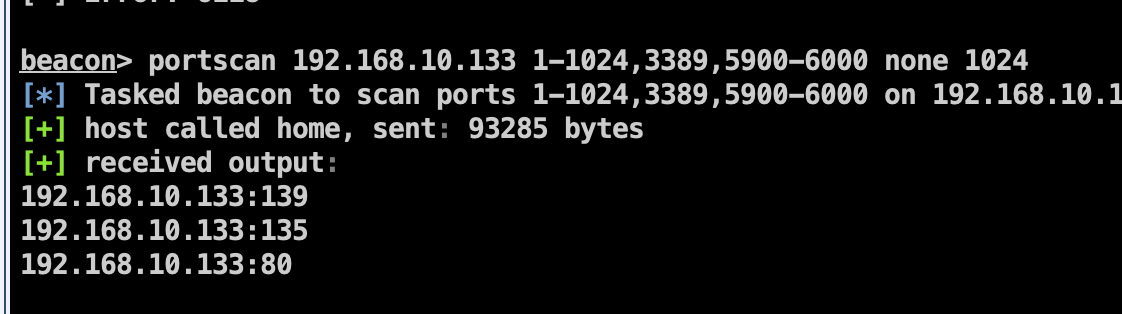 beacon> portscan 192.168.10.133 1-1024,3389,5900-6000 none 1024
[*] Tasked beacon to scan ports 1-1024,3389,5900-6000 on 192.168.10.1
[+] host called home, sent: 93285 bytes
[+] received output:
192.168.10.133:139
192.168.10.133:135
192.168.10.133:80